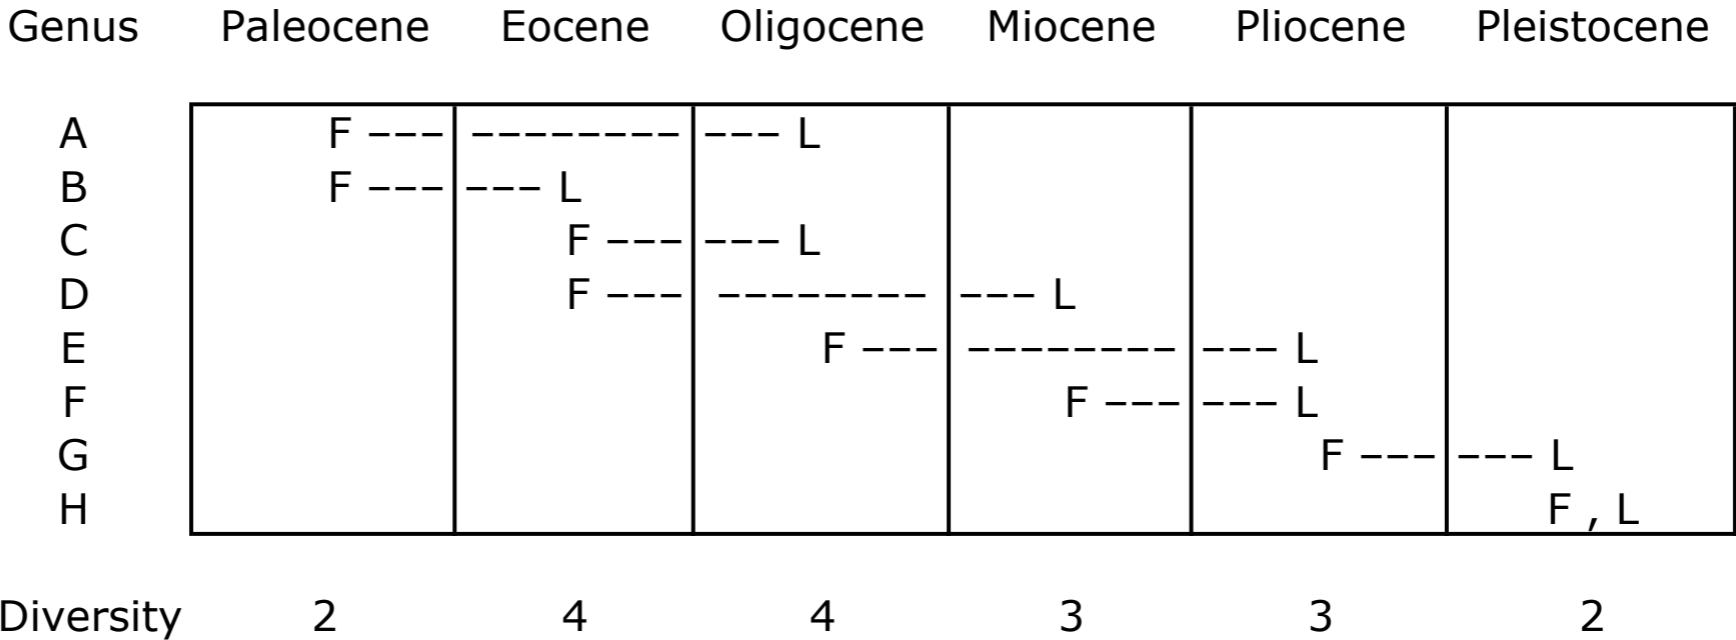 Genus Paleocene Eocene Oligocene Miocene Pliocene Pleistocene
A F --- -------- --- L
B F --- --- L
C F --- --- L
D F --- -------- --- L
E F --- -------- --- L
F F --- --- L
G F --- --- L
H F , L
Diversity 2 4 4 3 3 2